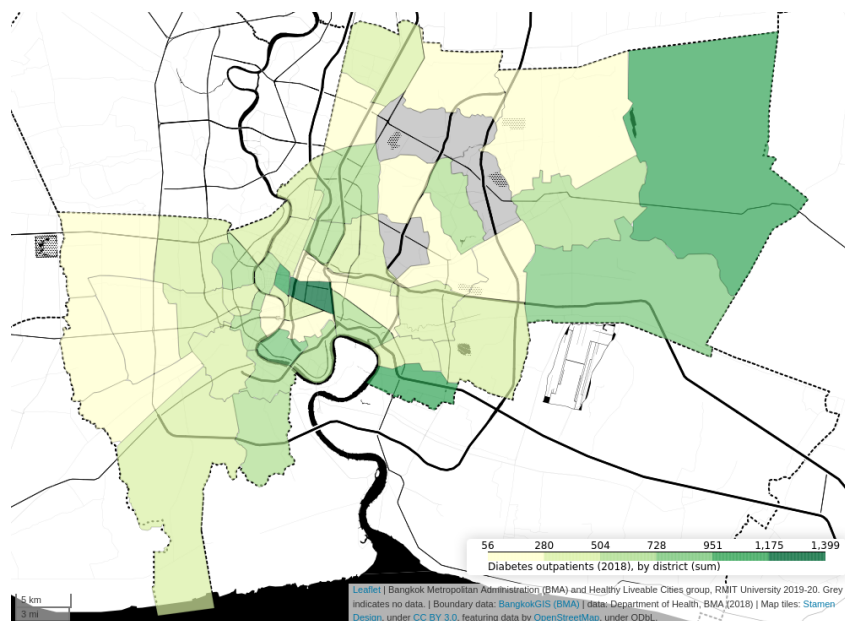 56 280 504 728 951 1,175 1,399
Diabetes outpatients (2018), by district (sum)
5 km
3 mi
Leaflet | Bangkok Metropolitan Administration (BMA) and Healthy Liveable Cities group, RMIT University 2019-20. Grey
indicates no data. | Boundary data: BangkokGIS (BMA) | data: Department of Health, BMA (2018) | Map tiles: Stamen
Design, under CC BY 3.0, featuring data by OpenStreetMap, under ODbL.